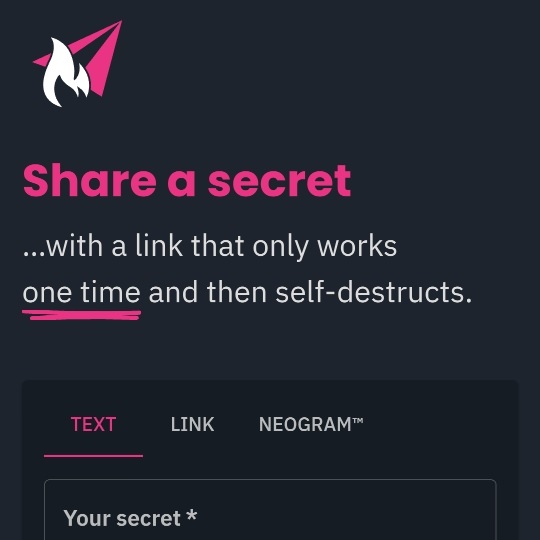 Share a secret
...with a link that only works
one time and then self-destructs.
TEXT LINK NEOGRAM™
Your secret *